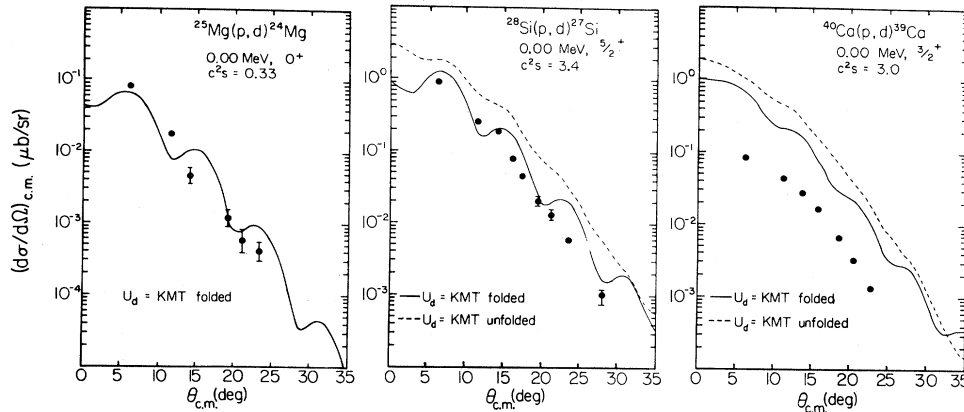 ²⁵Mg(p,d)²⁴Mg
0.00 MeV, 0⁺
c²s = 0.33
(dσ/dΩ)c.m. (μb/sr)
10⁻¹
10⁻²
10⁻³
10⁻⁴
U_d = KMT folded
0 5 10 15 20 25 30 35
θc.m.(deg)
²⁸Si(p,d)²⁷Si
0.00 MeV, 5/2⁺
c²s = 3.4
10⁰
10⁻¹
10⁻²
10⁻³
U_d = KMT folded
U_d = KMT unfolded
0 5 10 15 20 25 30 35
θc.m.(deg)
⁴⁰Ca(p,d)³⁹Ca
0.00 MeV, 3/2⁺
c²s = 3.0
10⁰
10⁻¹
10⁻²
10⁻³
U_d = KMT folded
U_d = KMT unfolded
0 5 10 15 20 25 30 35
θc.m.(deg)